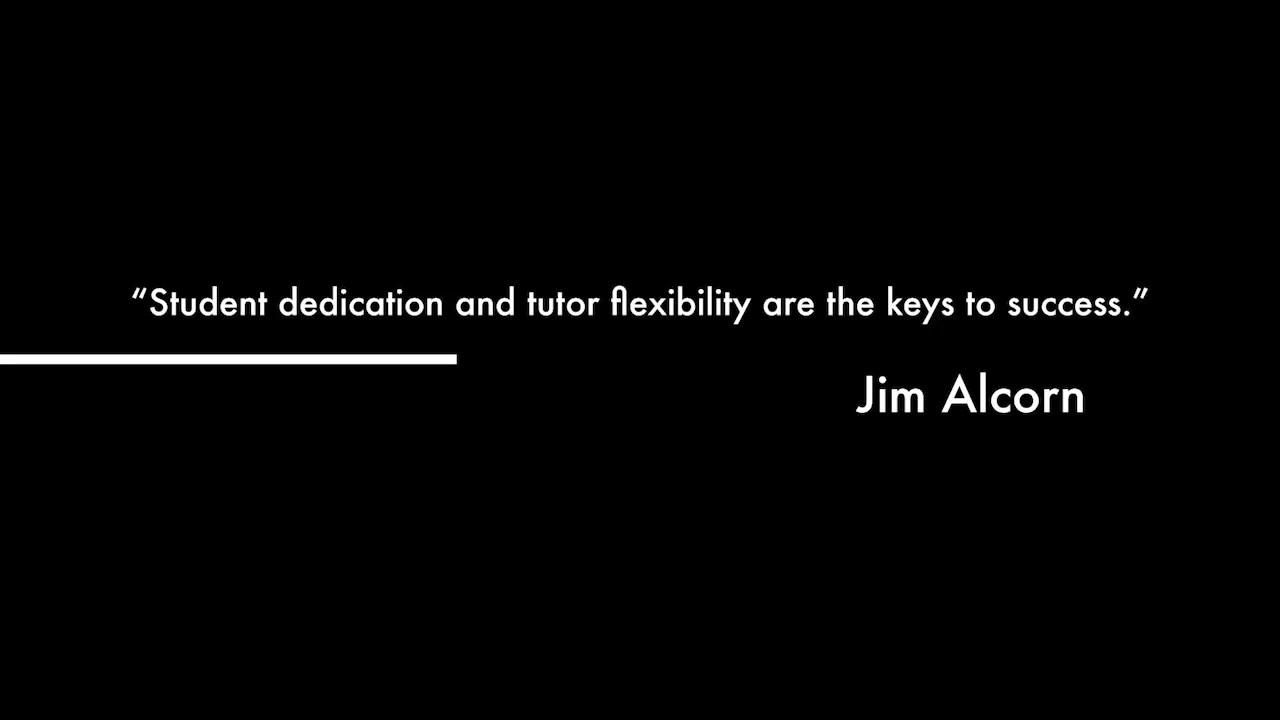 “Student dedication and tutor flexibility are the keys to success.”
Jim Alcorn